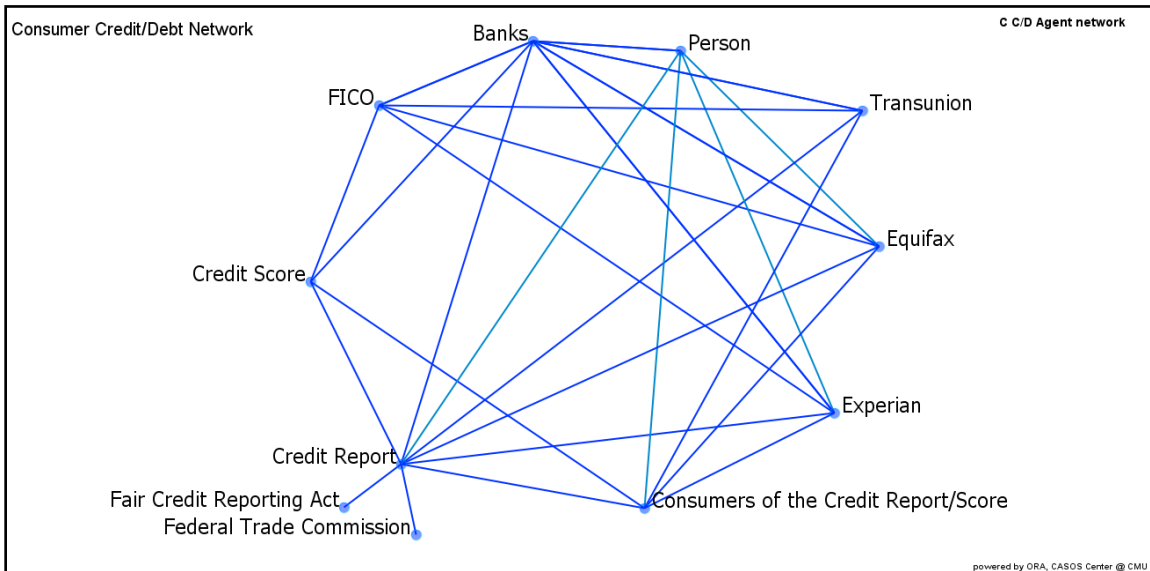 Consumer Credit/Debt Network
C C/D Agent network
Banks
Person
FICO
Transunion
Equifax
Credit Score
Experian
Credit Report
Fair Credit Reporting Act
Consumers of the Credit Report/Score
Federal Trade Commission
powered by ORA, CASOS Center @ CMU